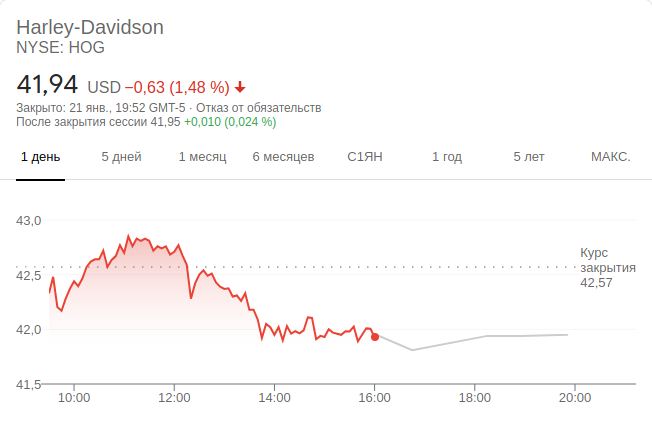 Harley-Davidson
NYSE: HOG
41,94 USD −0,63 (1,48 %)
Закрыто: 21 янв., 19:52 GMT-5 · Отказ от обязательств
После закрытия сессии 41,95 +0,010 (0,024 %)
1 день 5 дней 1 месяц 6 месяцев С1ЯН 1 год 5 лет МАКС.
43,0
Курс
закрытия
42,57
42,5
42,0
41,5
10:00 12:00 14:00 16:00 18:00 20:00